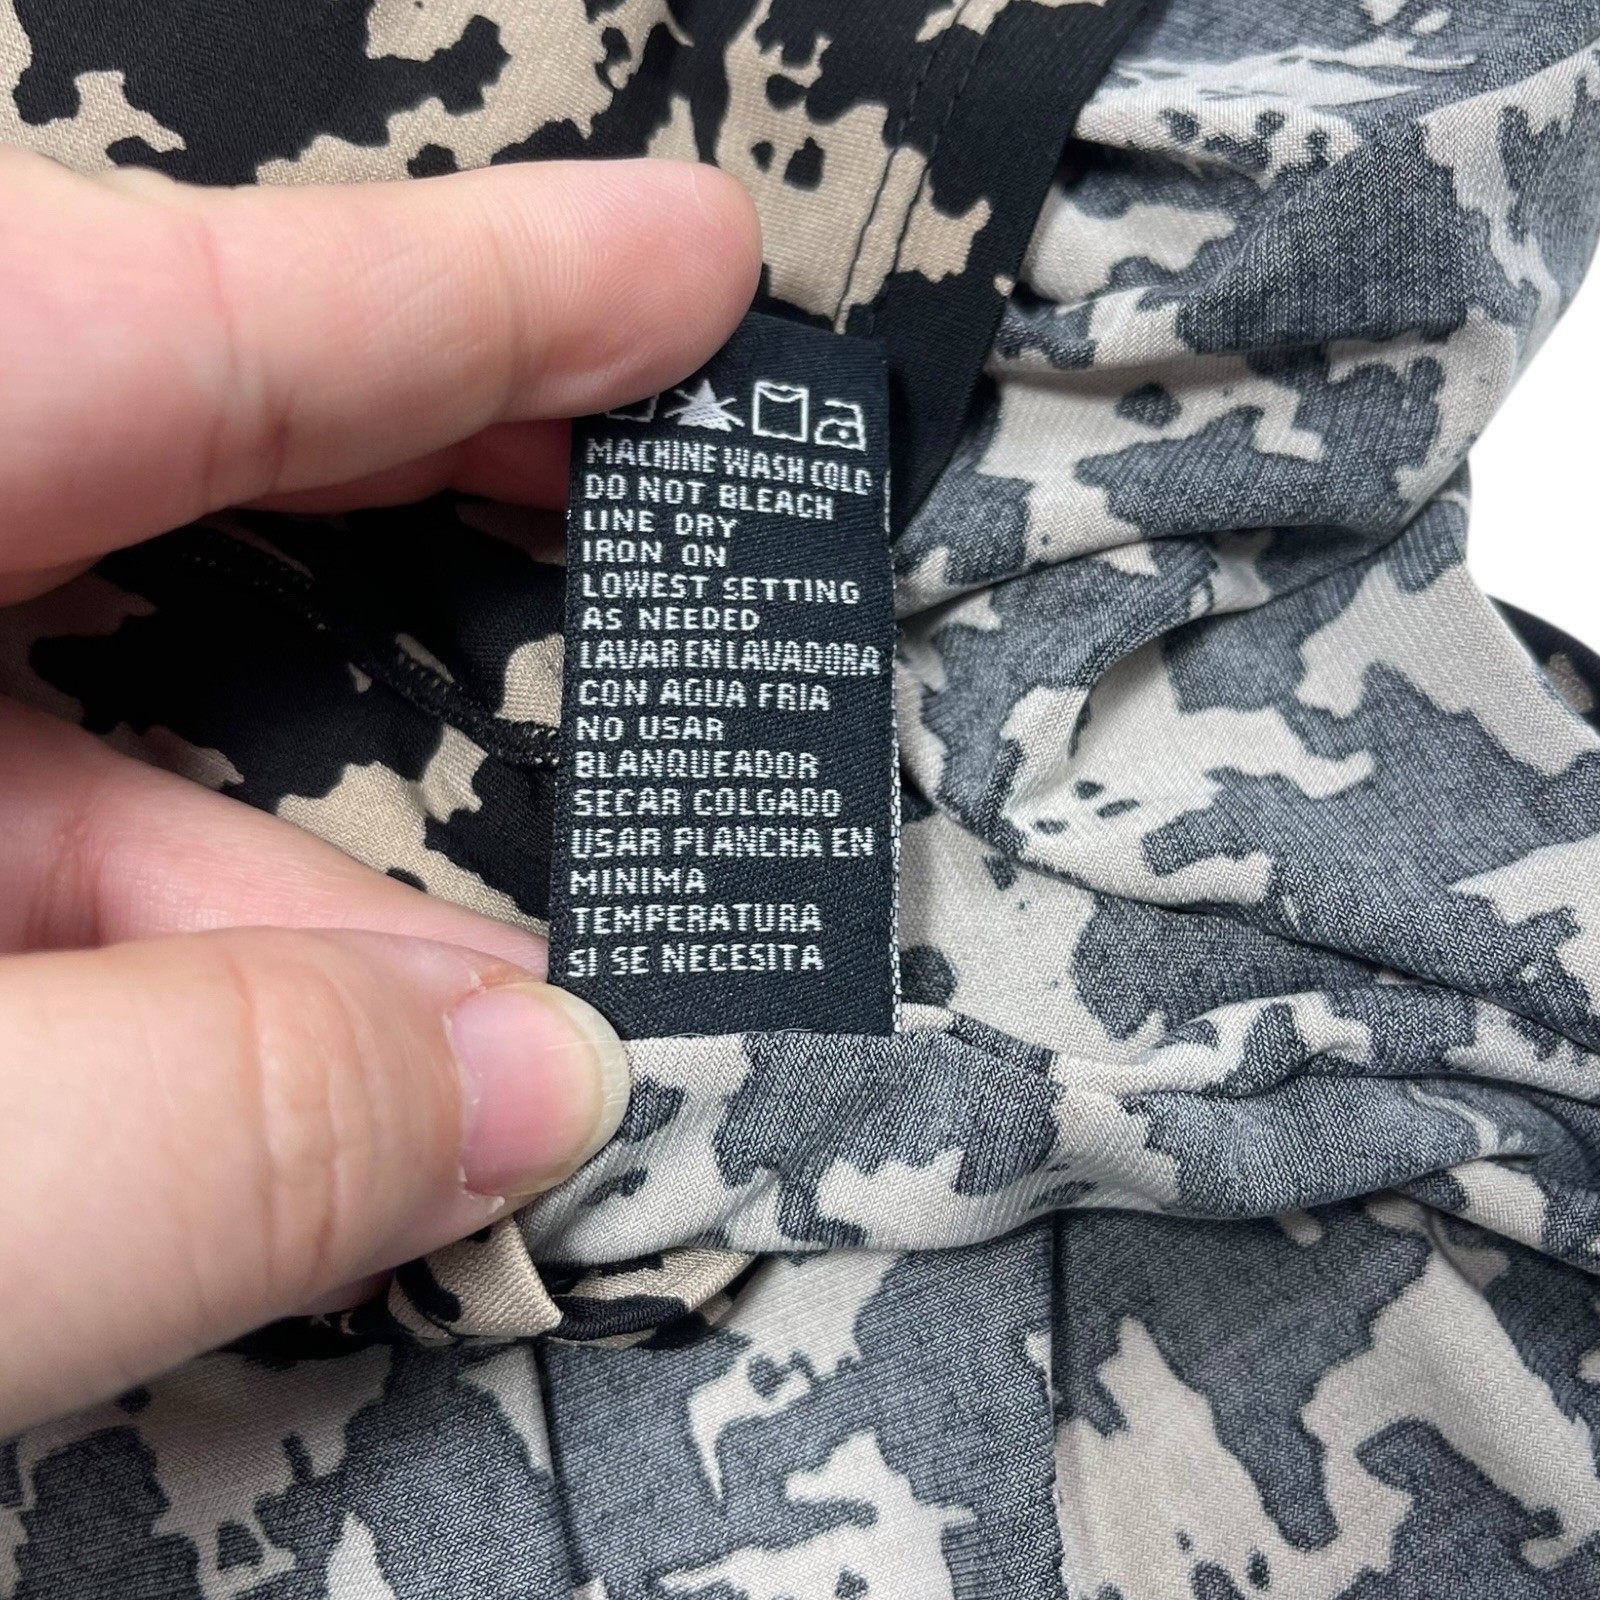 MACHINE WASH COLD
DO NOT BLEACH
LINE DRY
IRON ON
LOWEST SETTING
AS NEEDED
LAVAR EN LAVADORA
CON AGUA FRIA
NO USAR
BLANQUEADOR
SECAR COLGADO
USAR PLANCHA EN
MINIMA
TEMPERATURA
SI SE NECESITA